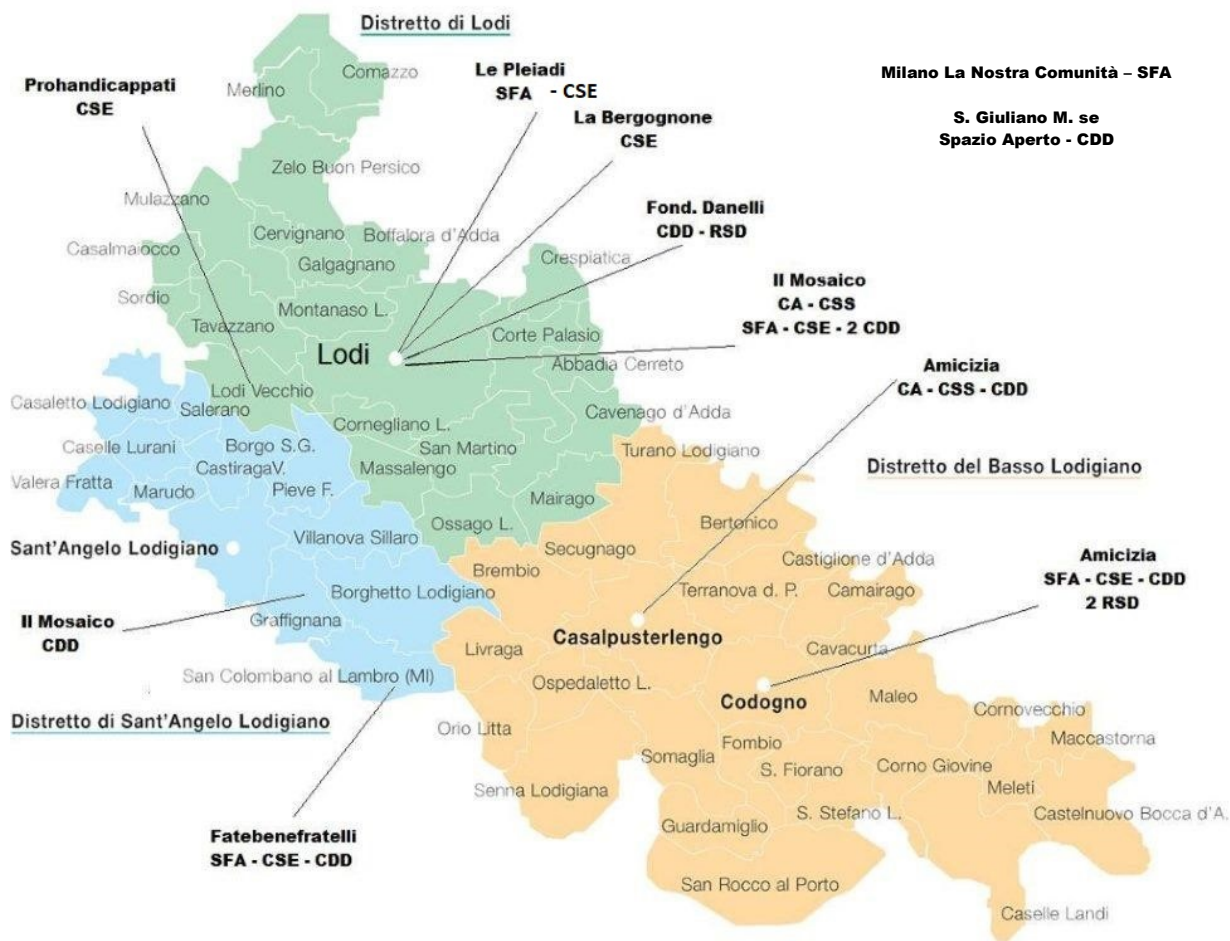 Distretto di Lodi
Prohandicappati
CSE
Comazzo
Merlino
Le Pleiadi
SFA - CSE
Milano La Nostra Comunità – SFA
La Bergognone
CSE
S. Giuliano M. se
Spazio Aperto - CDD
Zelo Buon Persico
Mulazzano
Cervignano
Boffalora d'Adda
Fond. Danelli
CDD - RSD
Casalmaiocco
Galgagnano
Crespiatica
Sordio
Montanaso L.
Il Mosaico
CA - CSS
SFA - CSE - 2 CDD
Tavazzano
Corte Palasio
Lodi
Abbadia Cerreto
Amicizia
CA - CSS - CDD
Lodi Vecchio
Casaletto Lodigiano
Salerano
Cornegliano L.
Cavenago d'Adda
Caselle Lurani
Borgo S.G.
San Martino
Turano Lodigiano
Castiraga V.
Massalengo
Distretto del Basso Lodigiano
Valera Fratta
Marudo
Pieve F.
Mairago
Ossago L.
Bertonico
Villanova Sillaro
Sant'Angelo Lodigiano
Secugnago
Castiglione d'Adda
Amicizia
SFA - CSE - CDD
2 RSD
Brembio
Borghetto Lodigiano
Terranova d. P.
Camairago
Il Mosaico
CDD
Graffignana
Casalpusterlengo
Livraga
Cavacurta
San Colombano al Lambro (MI)
Ospedaletto L.
Codogno
Maleo
Distretto di Sant'Angelo Lodigiano
Cornovecchio
Orio Litta
Fombio
Maccastorna
Somaglia
S. Fiorano
Corno Giovine
Senna Lodigiana
Meleti
S. Stefano L.
Castelnuovo Bocca d'A.
Guardamiglio
Fatebenefratelli
SFA - CSE - CDD
San Rocco al Porto
Caselle Landi